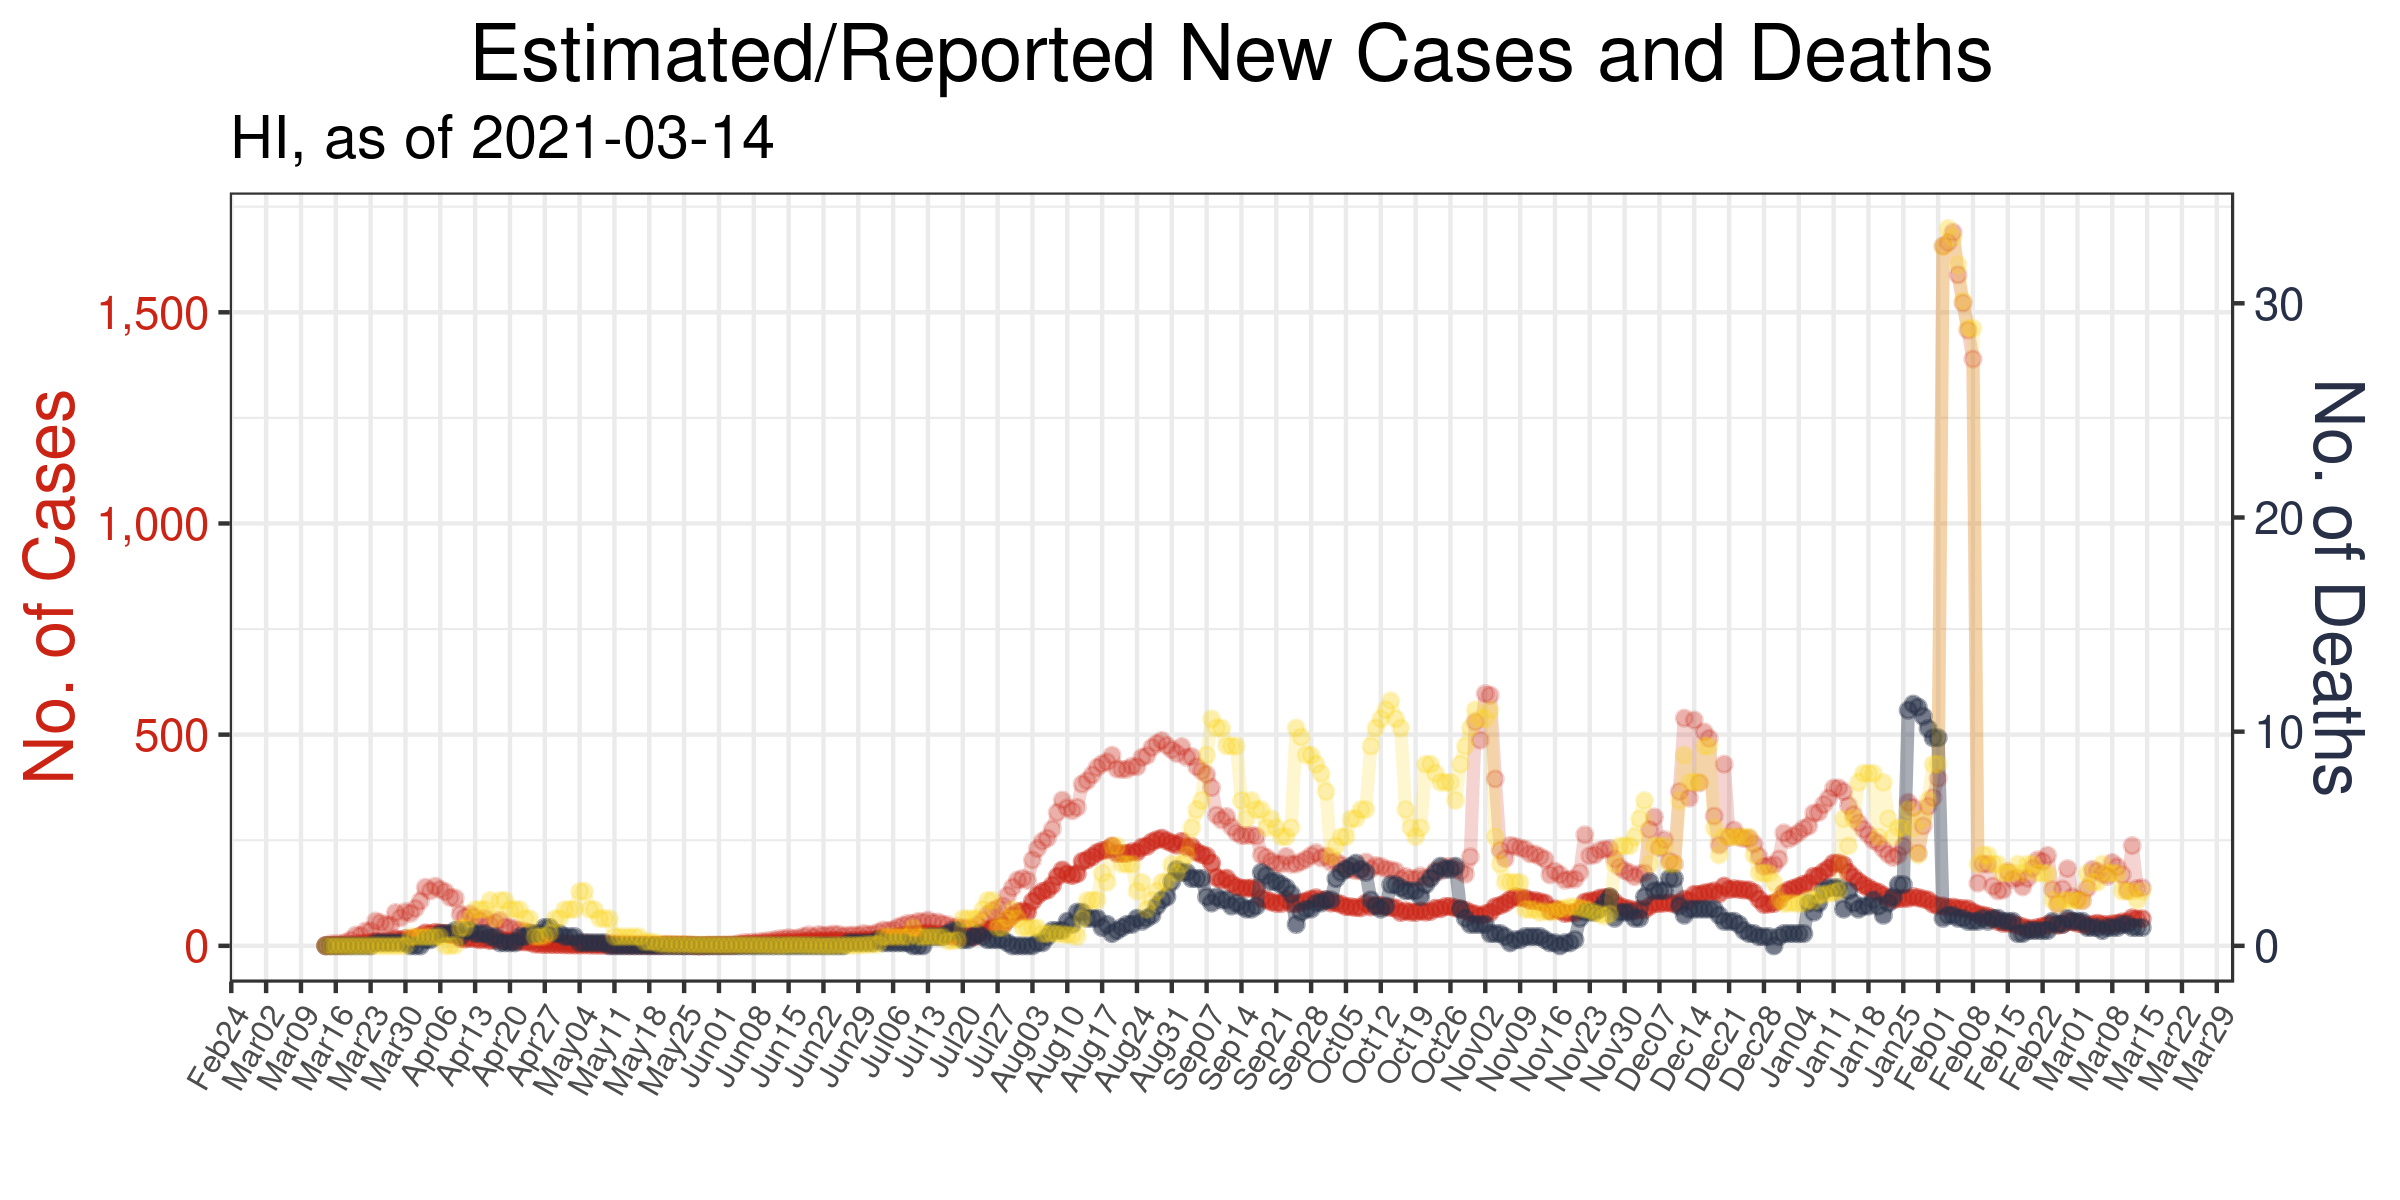 Estimated/Reported New Cases and Deaths
HI, as of 2021-03-14
No. of Cases
1,500
1,000
500
0
30
20
10
0
No. of Deaths
Feb24
Mar02
Mar09
Mar16
Mar23
Mar30
Apr06
Apr13
Apr20
Apr27
May04
May11
May18
May25
Jun01
Jun08
Jun15
Jun22
Jun29
Jul06
Jul13
Jul20
Jul27
Aug03
Aug10
Aug17
Aug24
Aug31
Sep07
Sep14
Sep21
Sep28
Oct05
Oct12
Oct19
Oct26
Nov02
Nov09
Nov16
Nov23
Nov30
Dec07
Dec14
Dec21
Dec28
Jan04
Jan11
Jan18
Jan25
Feb01
Feb08
Feb15
Feb22
Mar01
Mar08
Mar15
Mar22
Mar29